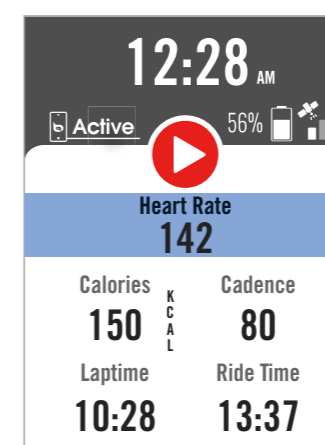 12:28 AM
Active 56%
Heart Rate
142
Calories Cadence
150 KCAL 80
Laptime Ride Time
10:28 13:37